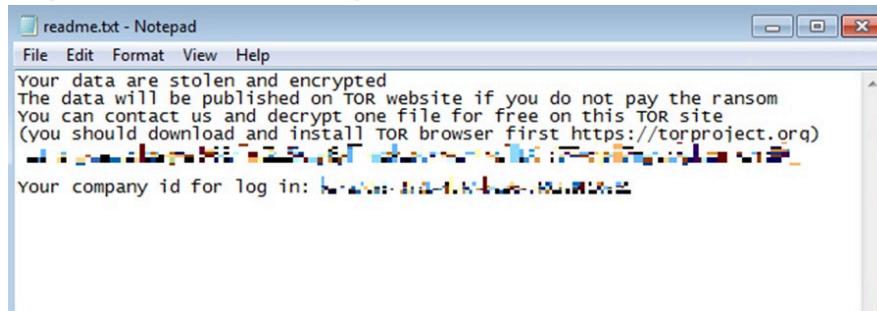 readme.txt - Notepad
File Edit Format View Help
Your data are stolen and encrypted
The data will be published on TOR website if you do not pay the ransom
You can contact us and decrypt one file for free on this TOR site
(you should download and install TOR browser first https://torproject.org)
Your company id for log in: